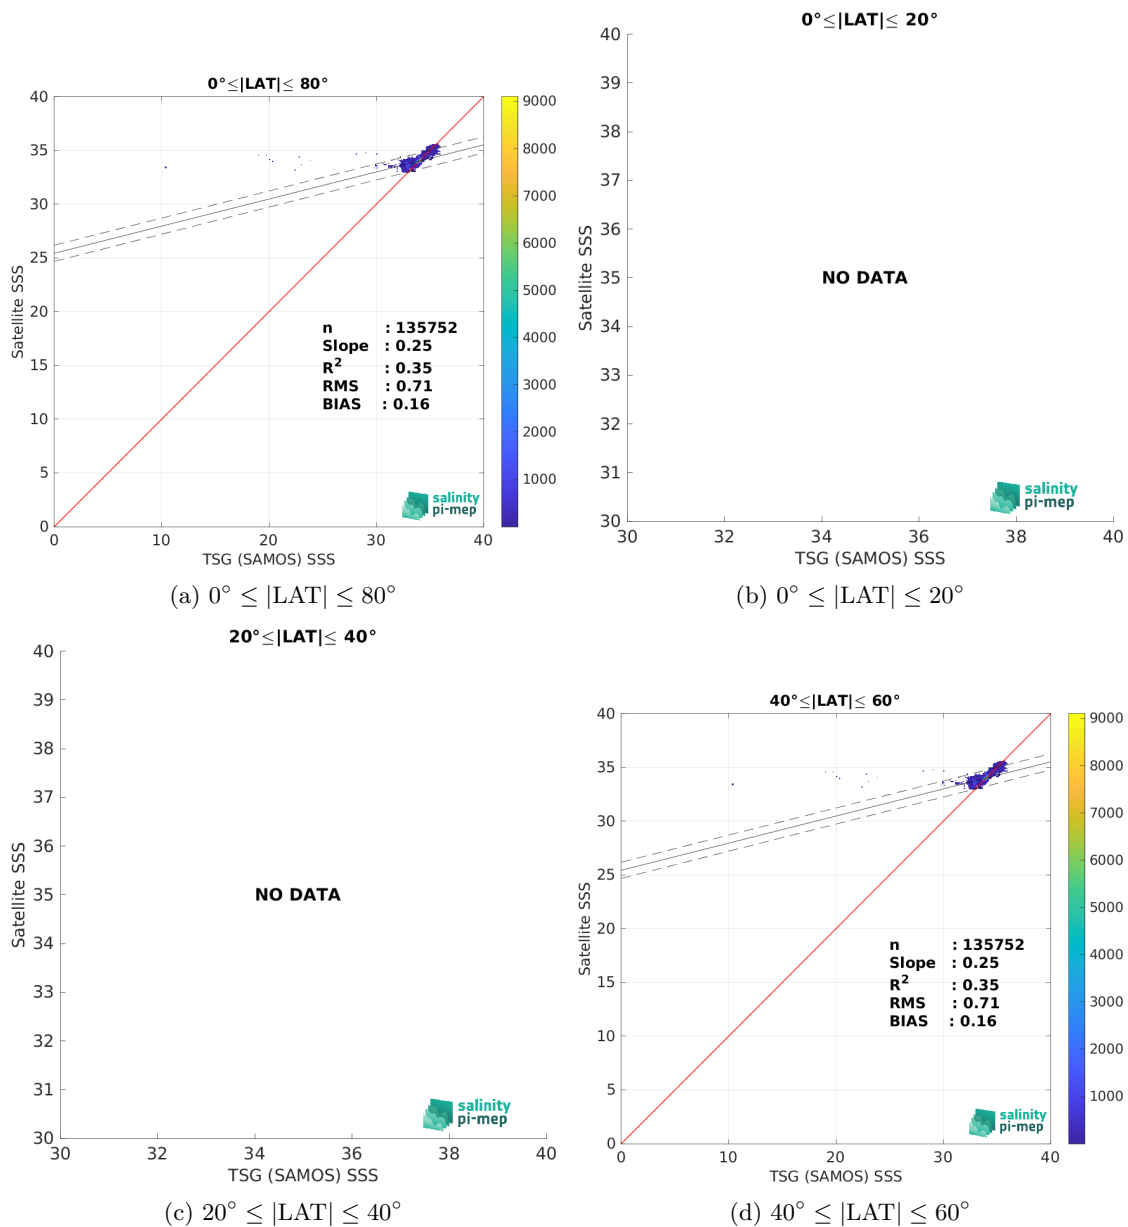 0°≤|LAT|≤ 80°
40
35
30
25
20
15
10
5
0
Satellite SSS
0
10
20
30
40
TSG (SAMOS) SSS
n : 135752
Slope : 0.25
R² : 0.35
RMS : 0.71
BIAS : 0.16
salinity
pi-mep
9000
8000
7000
6000
5000
4000
3000
2000
1000
(a) 0° ≤ |LAT| ≤ 80°
0°≤|LAT|≤ 20°
40
39
38
37
36
35
34
33
32
31
30
Satellite SSS
NO DATA
salinity
pi-mep
30
32
34
36
38
40
TSG (SAMOS) SSS
(b) 0° ≤ |LAT| ≤ 20°
20°≤|LAT|≤ 40°
40
39
38
37
36
35
34
33
32
31
30
Satellite SSS
NO DATA
salinity
pi-mep
30
32
34
36
38
40
TSG (SAMOS) SSS
(c) 20° ≤ |LAT| ≤ 40°
40°≤|LAT|≤ 60°
40
35
30
25
20
15
10
5
0
Satellite SSS
0
10
20
30
40
TSG (SAMOS) SSS
n : 135752
Slope : 0.25
R² : 0.35
RMS : 0.71
BIAS : 0.16
salinity
pi-mep
9000
8000
7000
6000
5000
4000
3000
2000
1000
(d) 40° ≤ |LAT| ≤ 60°